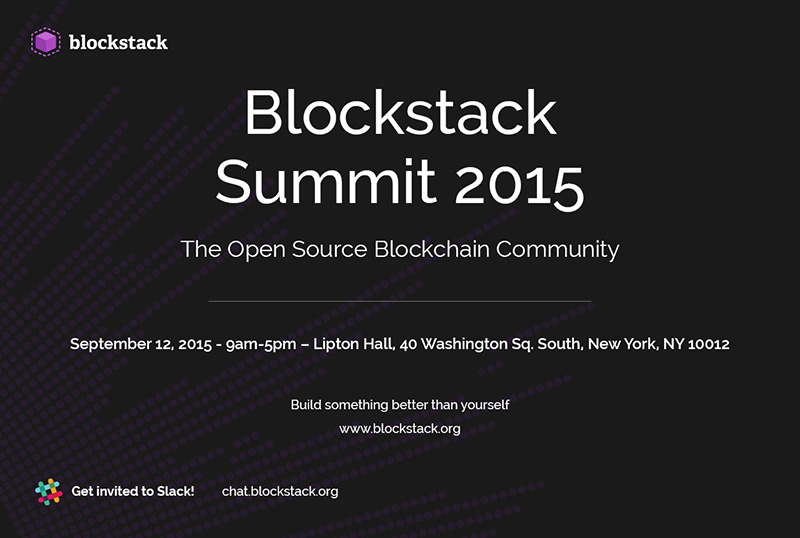 blockstack
Blockstack
Summit 2015
The Open Source Blockchain Community
September 12, 2015 - 9am-5pm – Lipton Hall, 40 Washington Sq. South, New York, NY 10012
Build something better than yourself
www.blockstack.org
Get invited to Slack! chat.blockstack.org